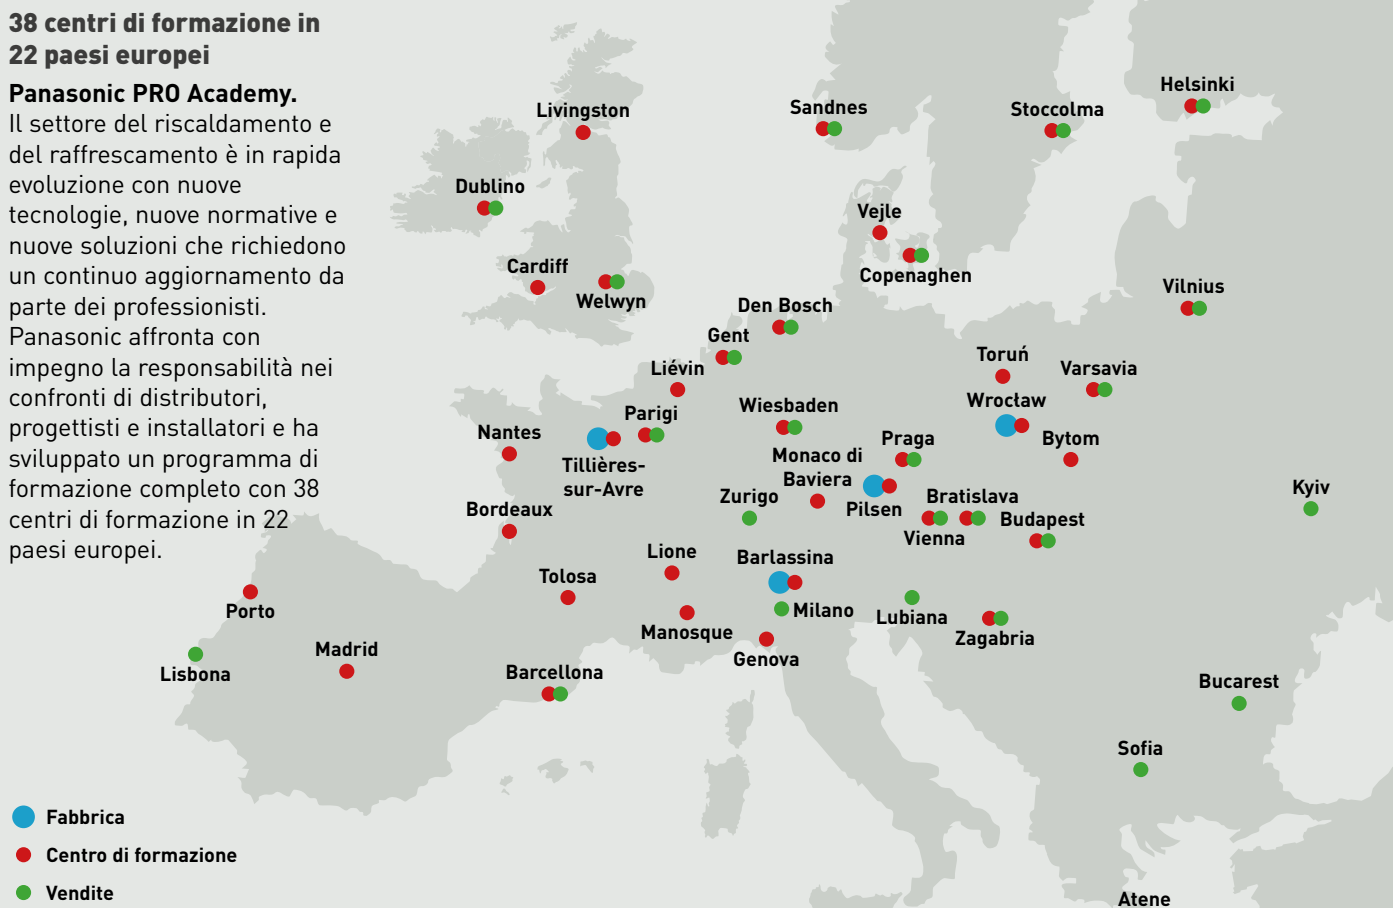 38 centri di formazione in
22 paesi europei
Panasonic PRO Academy.
Il settore del riscaldamento e
del raffrescamento è in rapida
evoluzione con nuove
tecnologie, nuove normative e
nuove soluzioni che richiedono
un continuo aggiornamento da
parte dei professionisti.
Panasonic affronta con
impegno la responsabilità nei
confronti di distributori,
progettisti e installatori e ha
sviluppato un programma di
formazione completo con 38
centri di formazione in 22
paesi europei.
Helsinki
Sandnes
Stoccolma
Livingston
Dublino
Vejle
Cardiff
Copenaghen
Welwyn
Vilnius
Den Bosch
Gent
Toruń
Liévin
Varsavia
Wrocław
Wiesbaden
Parigi
Nantes
Praga
Bytom
Monaco di
Baviera
Tillières-
sur-Avre
Kyiv
Zurigo
Bratislava
Pilsen
Bordeaux
Budapest
Vienna
Lione
Barlassina
Tolosa
Porto
Milano
Lubiana
Manosque
Zagabria
Madrid
Genova
Lisbona
Barcellona
Bucarest
Sofia
Fabbrica
Centro di formazione
Vendite
Atene